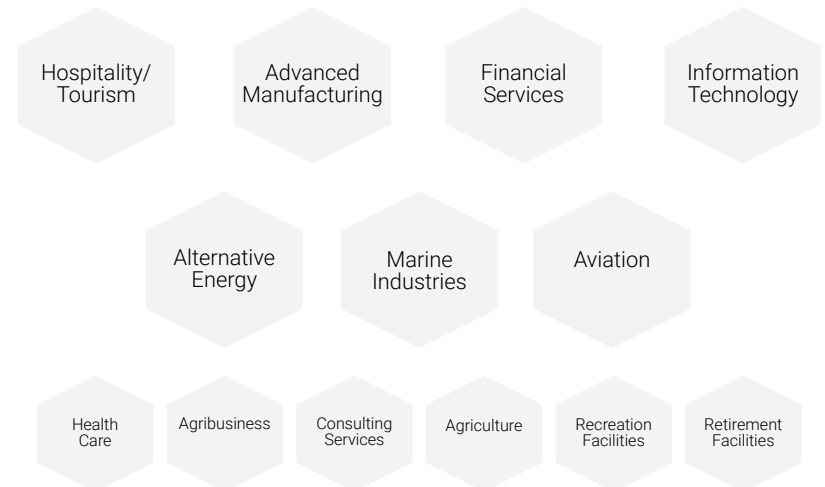 Hospitality/
Tourism
Advanced
Manufacturing
Financial
Services
Information
Technology
Alternative
Energy
Marine
Industries
Aviation
Health
Care
Agribusiness
Consulting
Services
Agriculture
Recreation
Facilities
Retirement
Facilities